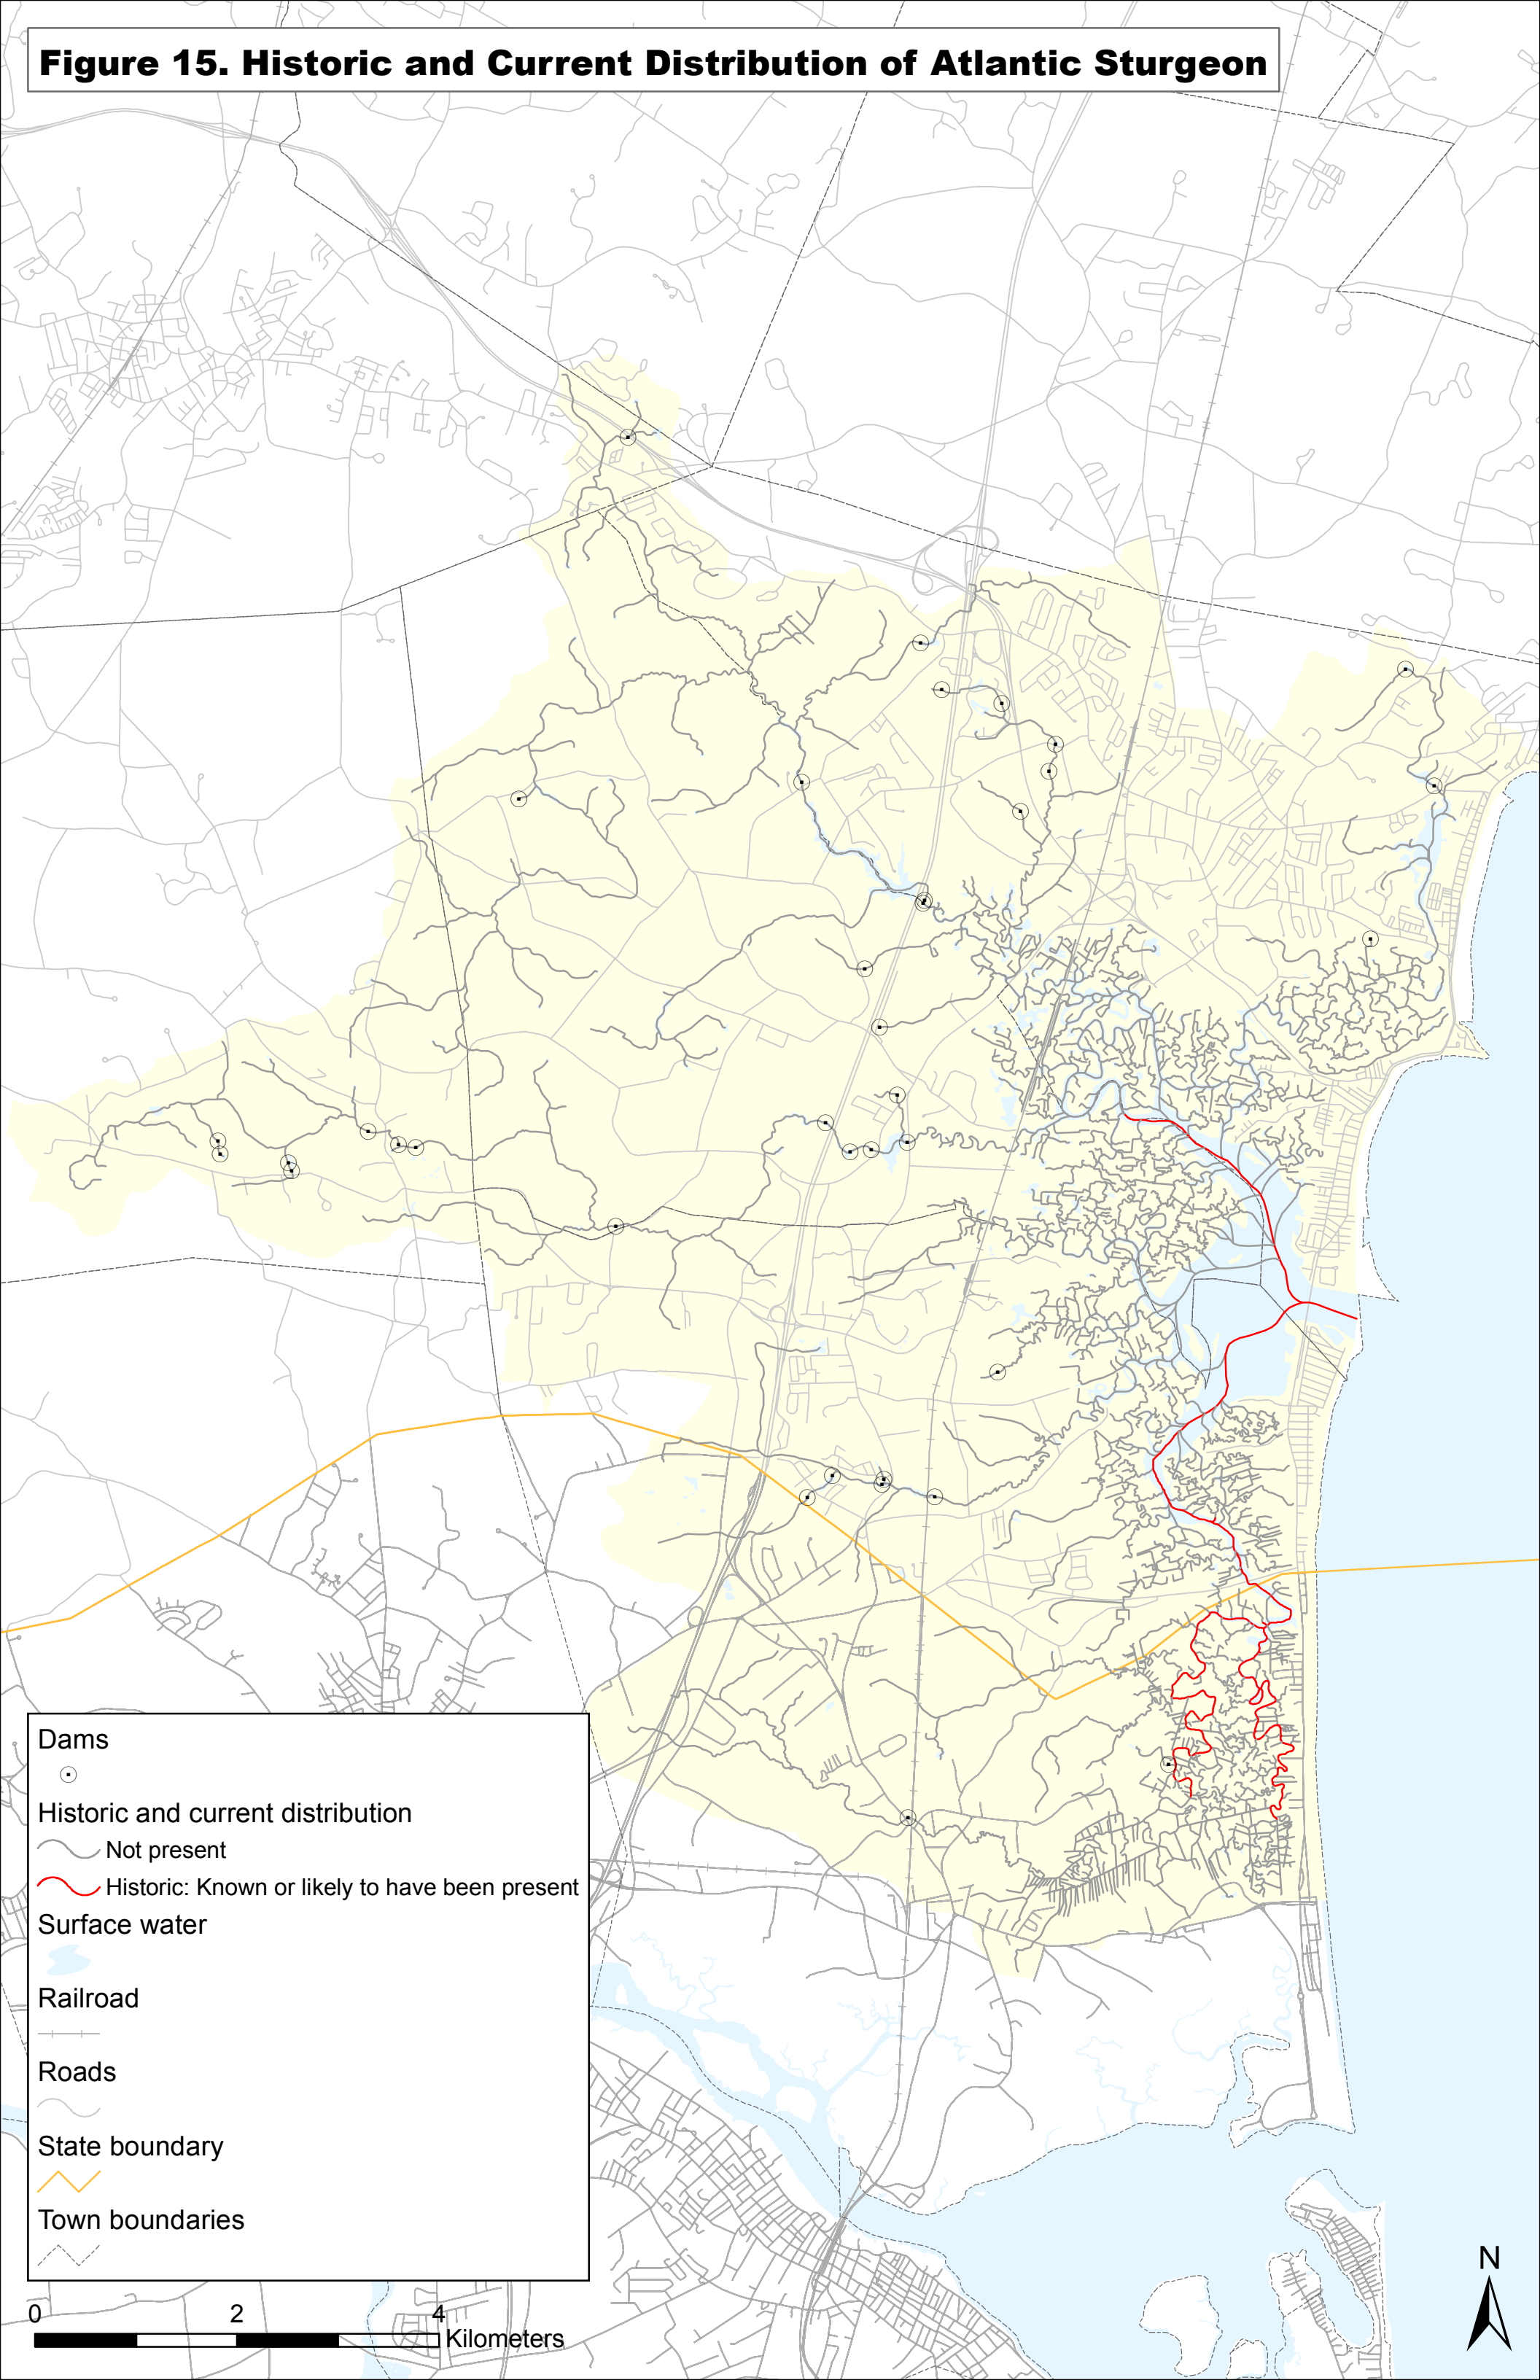 Figure 15. Historic and Current Distribution of Atlantic Sturgeon
Dams
Historic and current distribution
Not present
Historic: Known or likely to have been present
Surface water
Railroad
Roads
State boundary
Town boundaries
0 2 4
Kilometers
N